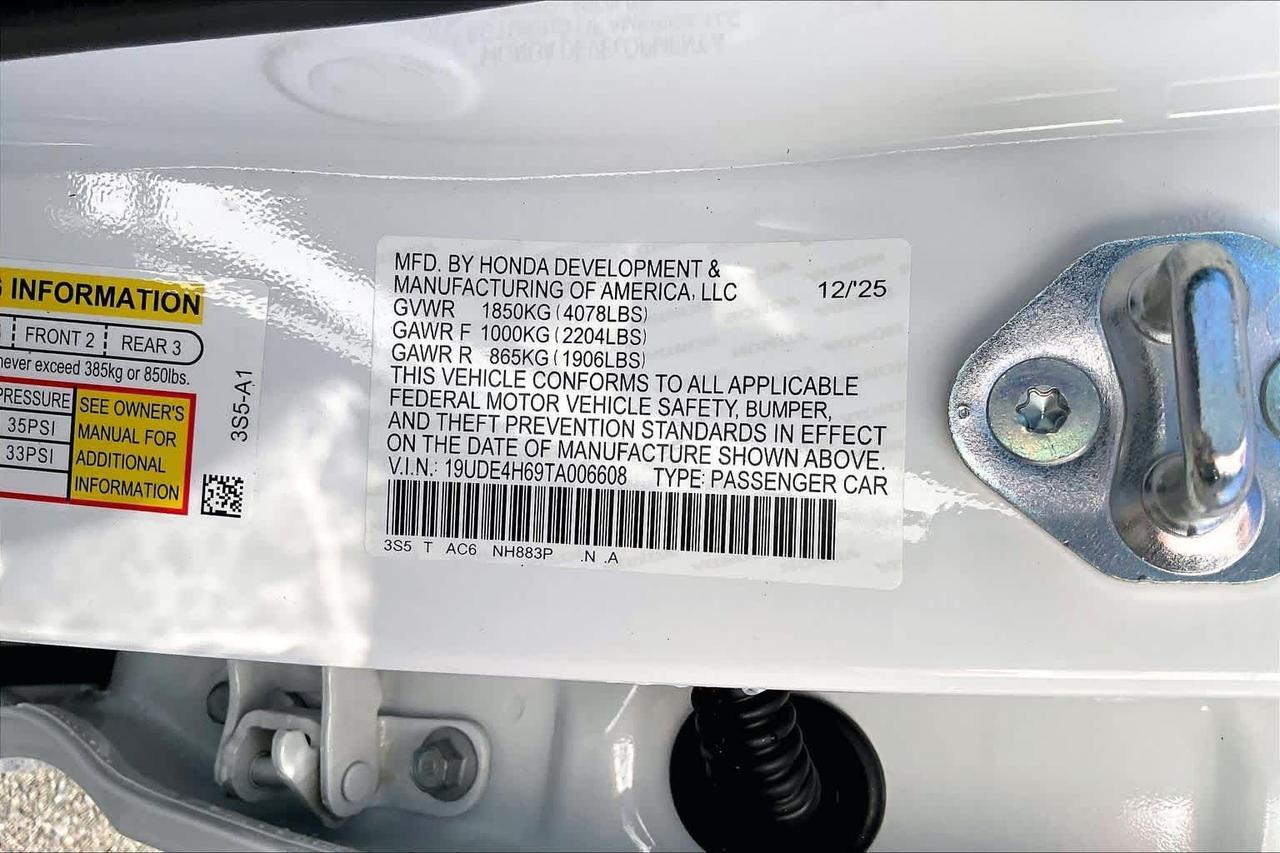 INFORMATION
FRONT 2 REAR 3
never exceed 385kg or 850lbs.
PRESSURE
35PSI
33PSI
SEE OWNER'S
MANUAL FOR
ADDITIONAL
INFORMATION
3S5-A1
MFD. BY HONDA DEVELOPMENT &
MANUFACTURING OF AMERICA, LLC 12/'25
GVWR 1850KG (4078LBS)
GAWR F 1000KG (2204LBS)
GAWR R 865KG (1906LBS)
THIS VEHICLE CONFORMS TO ALL APPLICABLE
FEDERAL MOTOR VEHICLE SAFETY, BUMPER,
AND THEFT PREVENTION STANDARDS IN EFFECT
ON THE DATE OF MANUFACTURE SHOWN ABOVE.
V.I.N.: 19UDE4H69TA006608 TYPE: PASSENGER CAR
3S5 T AC6 NH883P .N .A